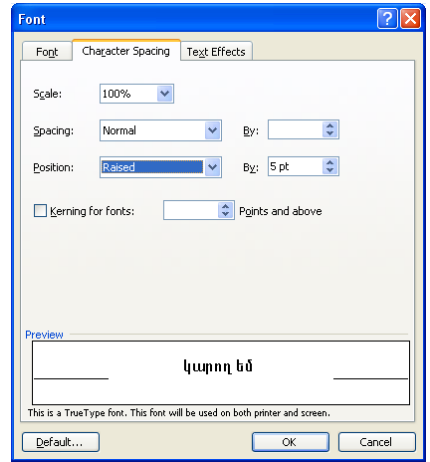 Font
Font Character Spacing Text Effects
Scale: 100%
Spacing: Normal By:
Position: Raised By: 5 pt
Kerning for fonts: Points and above
Preview
կարող եմ
This is a TrueType font. This font will be used on both printer and screen.
Default... OK Cancel